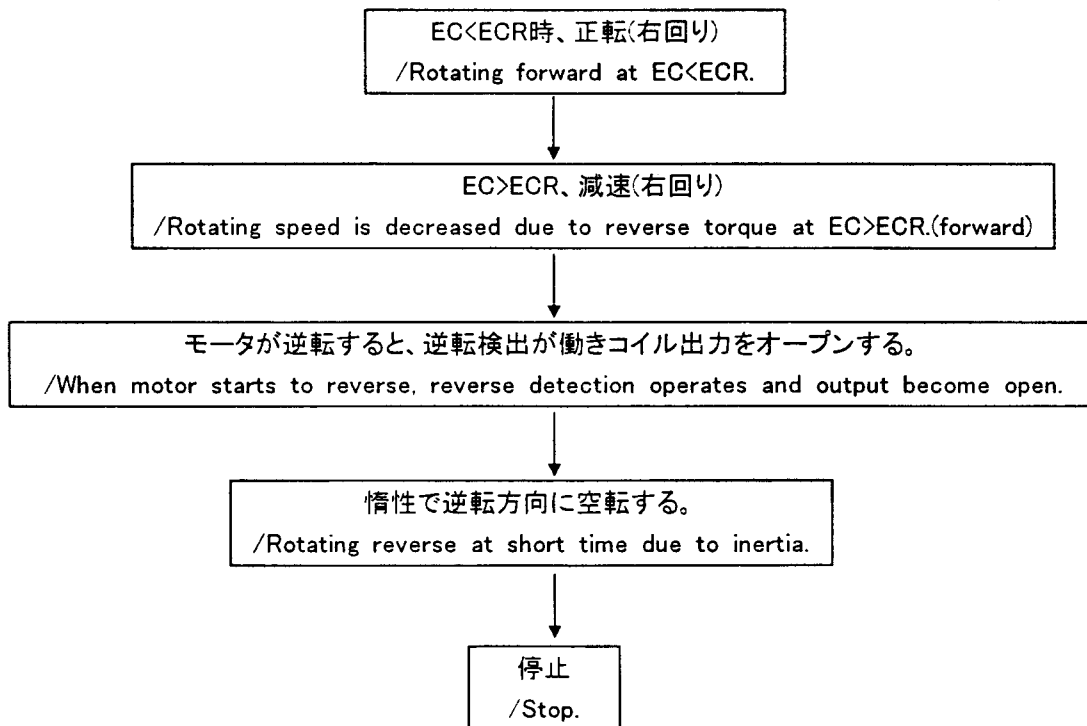 EC<ECR時、正転(右回り)
/Rotating forward at EC<ECR.
EC>ECR、減速(右回り)
/Rotating speed is decreased due to reverse torque at EC>ECR.(forward)
モータが逆転すると、逆転検出が働きコイル出力をオープンする。
/When motor starts to reverse, reverse detection operates and output become open.
惰性で逆転方向に空転する。
/Rotating reverse at short time due to inertia.
停止
/Stop.